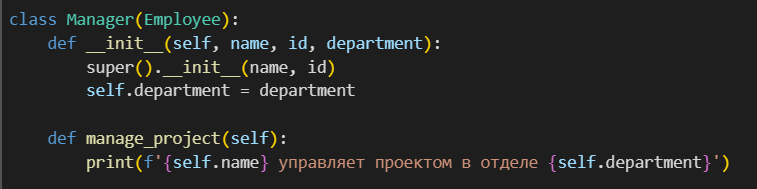 class Manager(Employee):
    def __init__(self, name, id, department):
        super().__init__(name, id)
        self.department = department
    def manage_project(self):
        print(f'{self.name} управляет проектом в отделе {self.department}')